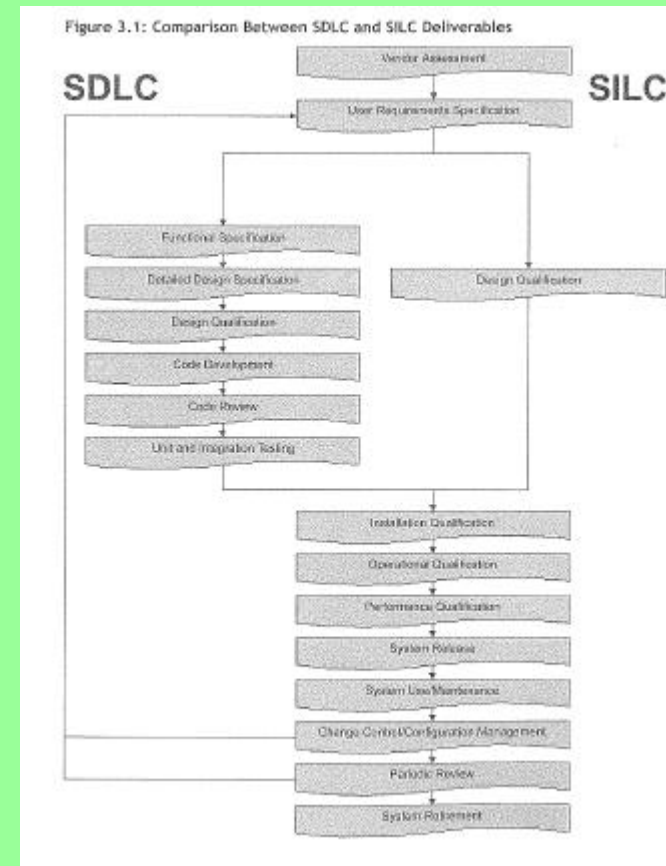 Figure 3.1: Comparison Between SDLC and SILC Deliverables
Vendor Assessment
SDLC
SILC
User Requirements Specification
Functional Specification
Detailed Design Specification
Design Qualification
Design Qualification
Code Development
Code Review
Unit and Integration Testing
Installation Qualification
Operational Qualification
Performance Qualification
System Release
System Use/Maintenance
Change Control/Configuration Management
Periodic Review
System Retirement